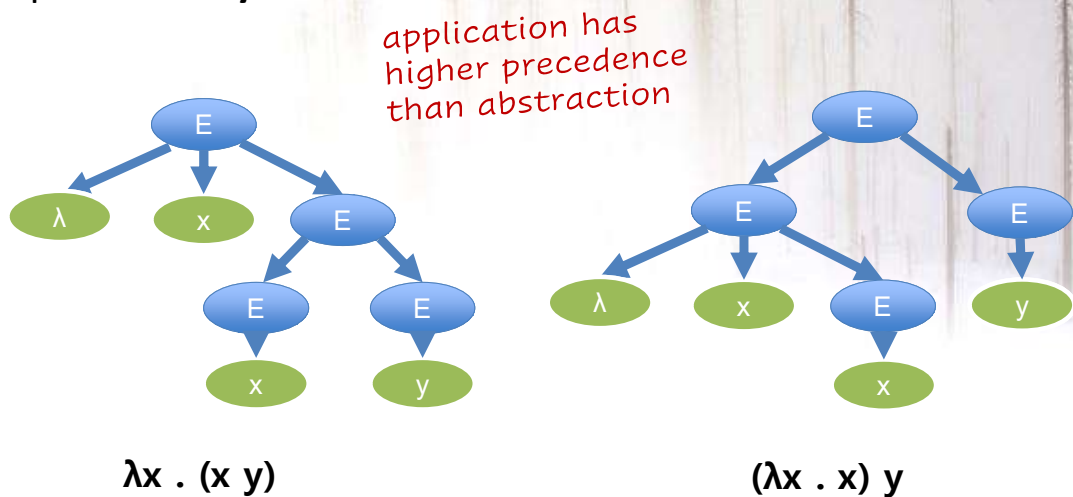 application has
higher precedence
than abstraction
E
λ
x
E
E
E
x
y
E
E
E
λ
x
E
y
x
λx . (x y)
(λx . x) y